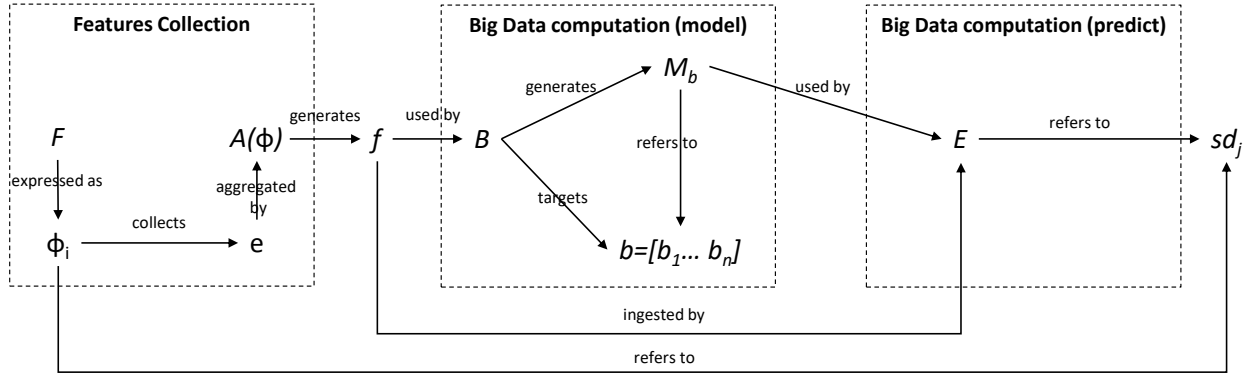 Features Collection
Big Data computation (model)
Big Data computation (predict)
M_b
generates
used by
F
A(ϕ)
generates
f
used by
B
refers to
E
refers to
sd_j
expressed as
aggregated
by
targets
ϕ_i
collects
e
b=[b_1... b_n]
ingested by
refers to